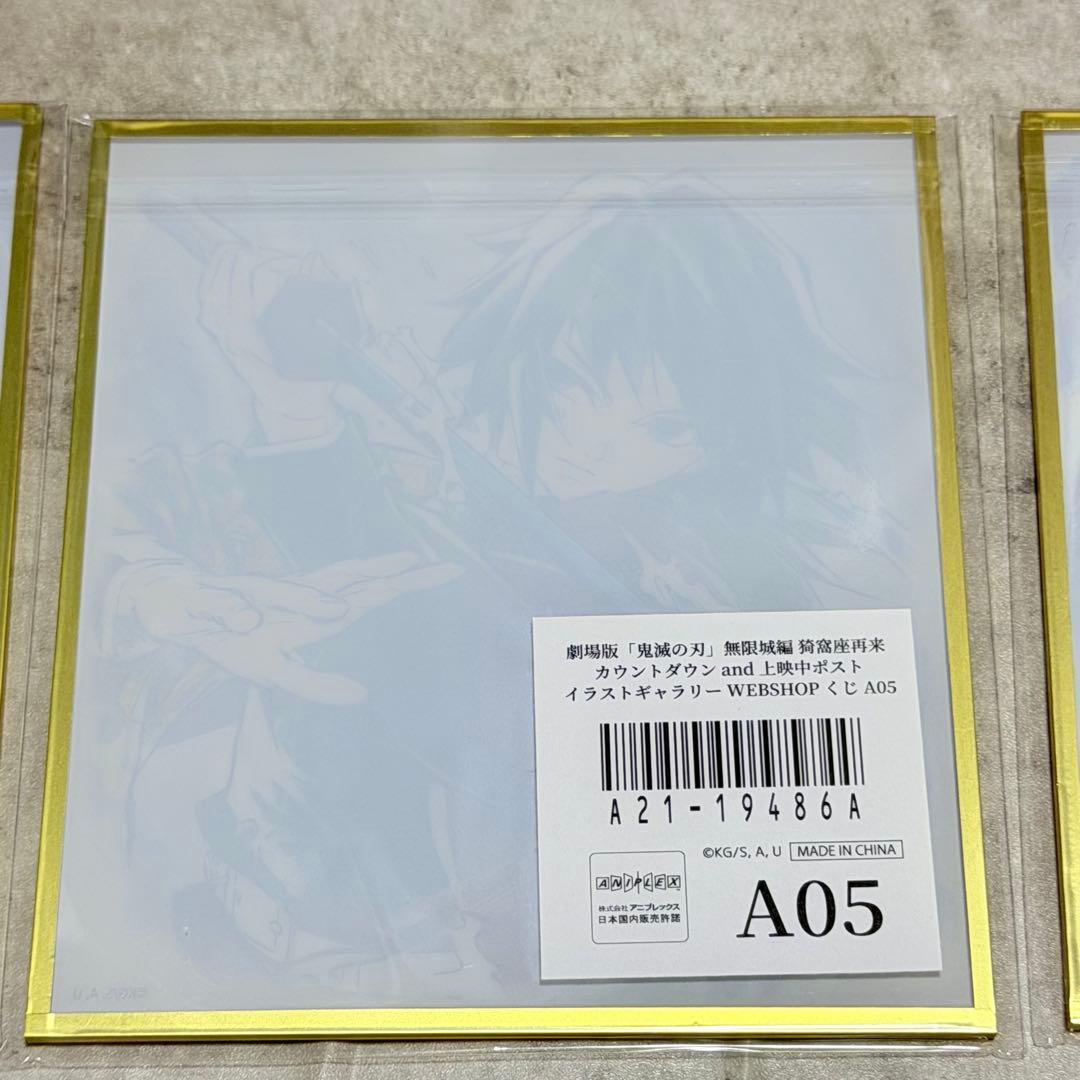 劇場版「鬼滅の刃」無限城編 猗窩座再来
カウントダウン and 上映中ポスト
イラストギャラリー WEBSHOP くじ A05
A21-19486A
©KG/S, A, U MADE IN CHINA
ANIPLEX
株式会社アニプレックス
日本国内販売許諾
A05
©KG/S, A, U